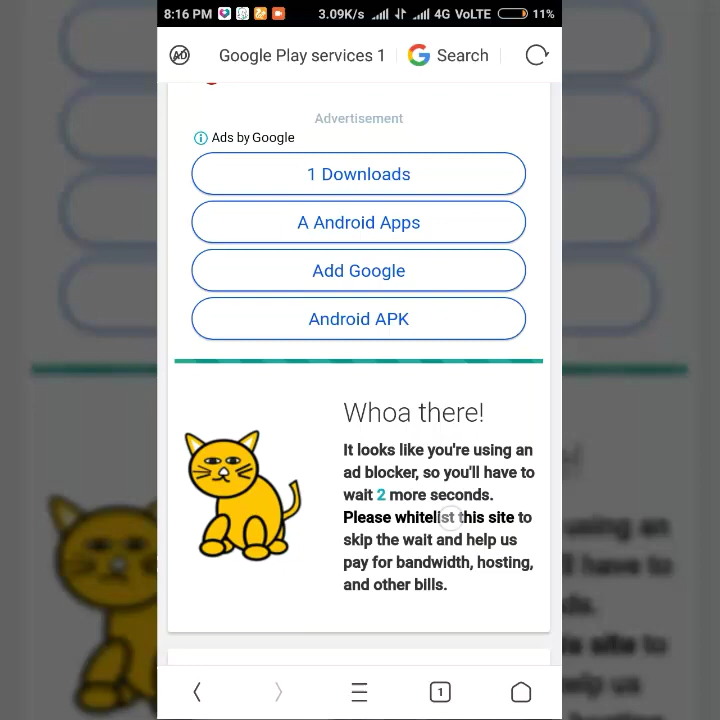 8:16 PM 3.09K/s 4G VoLTE 11%
AD Google Play services 1 Search
Advertisement
Ads by Google
1 Downloads
A Android Apps
Add Google
Android APK
Whoa there!
It looks like you're using an
ad blocker, so you'll have to
wait 2 more seconds.
Please whitelist this site to
skip the wait and help us
pay for bandwidth, hosting,
and other bills.
1